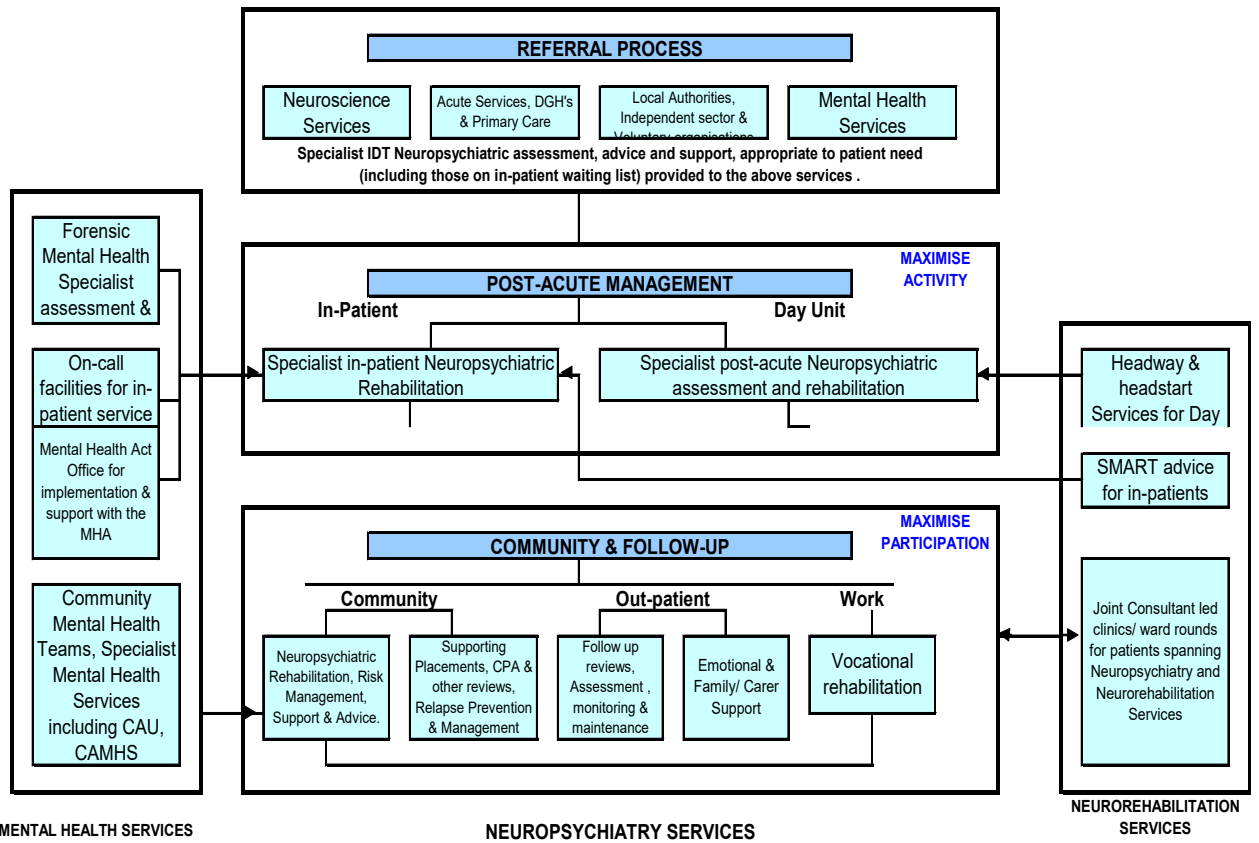 REFERRAL PROCESS
Neuroscience
Services
Acute Services, DGH's
& Primary Care
Local Authorities,
Independent sector &
Voluntary organisations
Mental Health
Services
Specialist IDT Neuropsychiatric assessment, advice and support, appropriate to patient need
(including those on in-patient waiting list) provided to the above services .
Forensic
Mental Health
Specialist
assessment &
On-call
facilities for in-
patient service
Mental Health Act
Office for
implementation &
support with the
MHA
Community
Mental Health
Teams, Specialist
Mental Health
Services
including CAU,
CAMHS
MENTAL HEALTH SERVICES
MAXIMISE
ACTIVITY
POST-ACUTE MANAGEMENT
In-Patient
Day Unit
Specialist in-patient Neuropsychiatric
Rehabilitation
Specialist post-acute Neuropsychiatric
assessment and rehabilitation
MAXIMISE
PARTICIPATION
COMMUNITY & FOLLOW-UP
Community
Out-patient
Work
Neuropsychiatric
Rehabilitation, Risk
Management,
Support & Advice.
Supporting
Placements, CPA &
other reviews,
Relapse Prevention
& Management
Follow up
reviews,
Assessment ,
monitoring &
maintenance
Emotional &
Family/ Carer
Support
Vocational
rehabilitation
NEUROPSYCHIATRY SERVICES
Headway &
headstart
Services for Day
SMART advice
for in-patients
Joint Consultant led
clinics/ ward rounds
for patients spanning
Neuropsychiatry and
Neurorehabilitation
Services
NEUROREHABILITATION
SERVICES